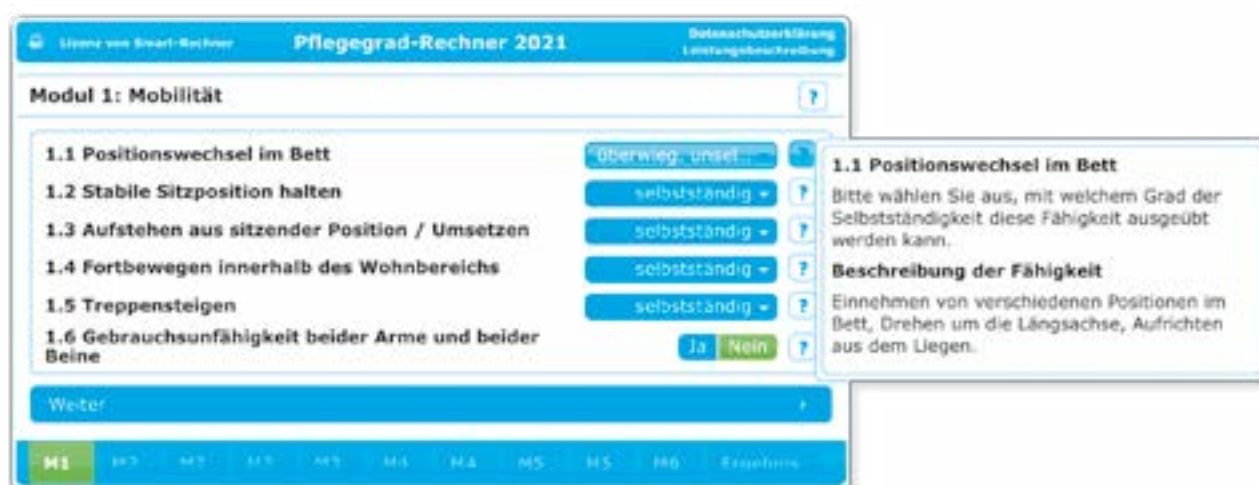 Lizenz von Smart-Rechner
Pflegegrad-Rechner 2021
Datenschutzerklärung
Leistungsbeschreibung
Modul 1: Mobilität
?
1.1 Positionswechsel im Bett
überwieg. unsel...
1.2 Stabile Sitzposition halten
selbstständig
?
1.3 Aufstehen aus sitzender Position / Umsetzen
selbstständig
?
1.4 Fortbewegen innerhalb des Wohnbereichs
selbstständig
?
1.5 Treppensteigen
selbstständig
?
1.6 Gebrauchsunfähigkeit beider Arme und beider
Beine
Ja Nein
?
Weiter
M1 M2 M4 M4 M5 M5 M6 Ergebnis
1.1 Positionswechsel im Bett
Bitte wählen Sie aus, mit welchem Grad der
Selbstständigkeit diese Fähigkeit ausgeübt
werden kann.
Beschreibung der Fähigkeit
Einnehmen von verschiedenen Positionen im
Bett, Drehen um die Längsachse, Aufrichten
aus dem Liegen.